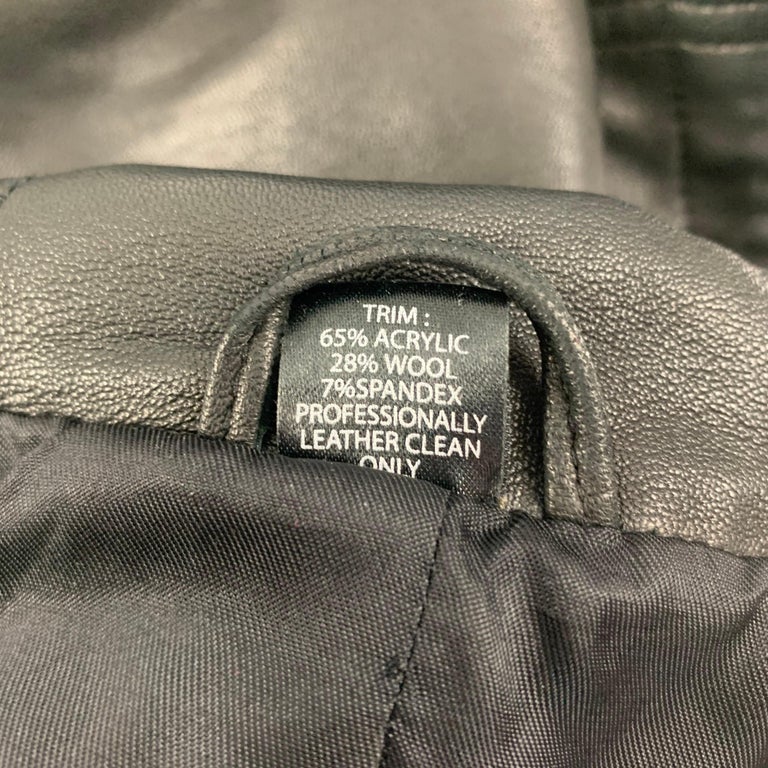 TRIM :
65% ACRYLIC
28% WOOL
7%SPANDEX
PROFESSIONALLY
LEATHER CLEAN
ONLY